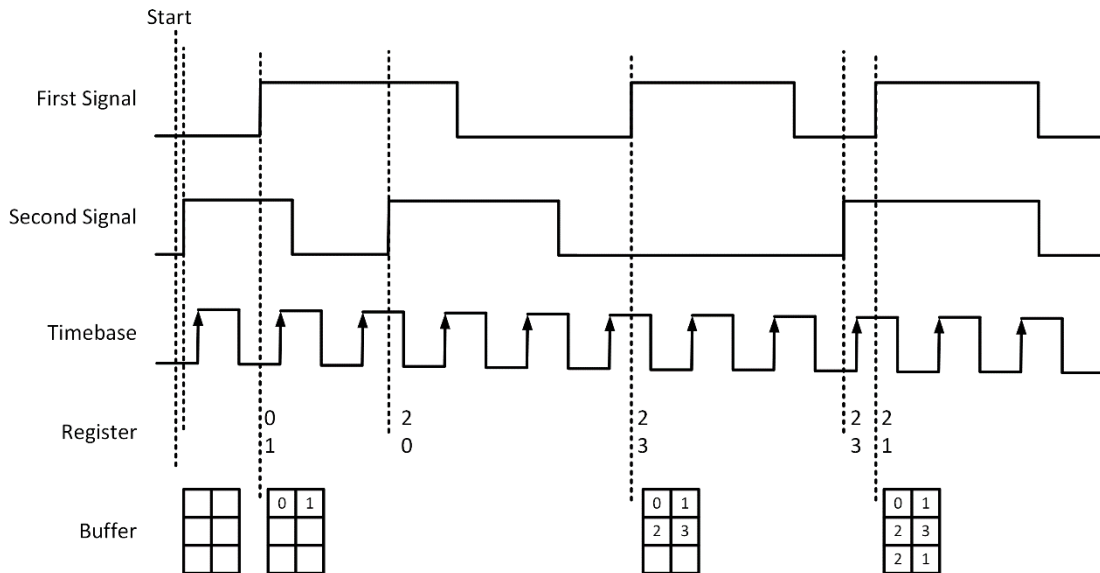 Start
First Signal
Second Signal
Timebase
Register
0 2 2 2 2
1 0 3 3 1
Buffer
0 1 0 1 0 1
2 3 2 3
2 1